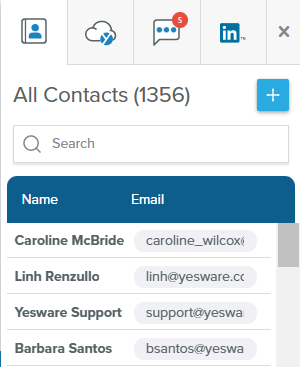 5
in
All Contacts (1356)
+
Search
Name Email
Caroline McBride caroline_wilcox@
Linh Renzullo linh@yesware.co
Yesware Support support@yeswa
Barbara Santos bsantos@yeswa